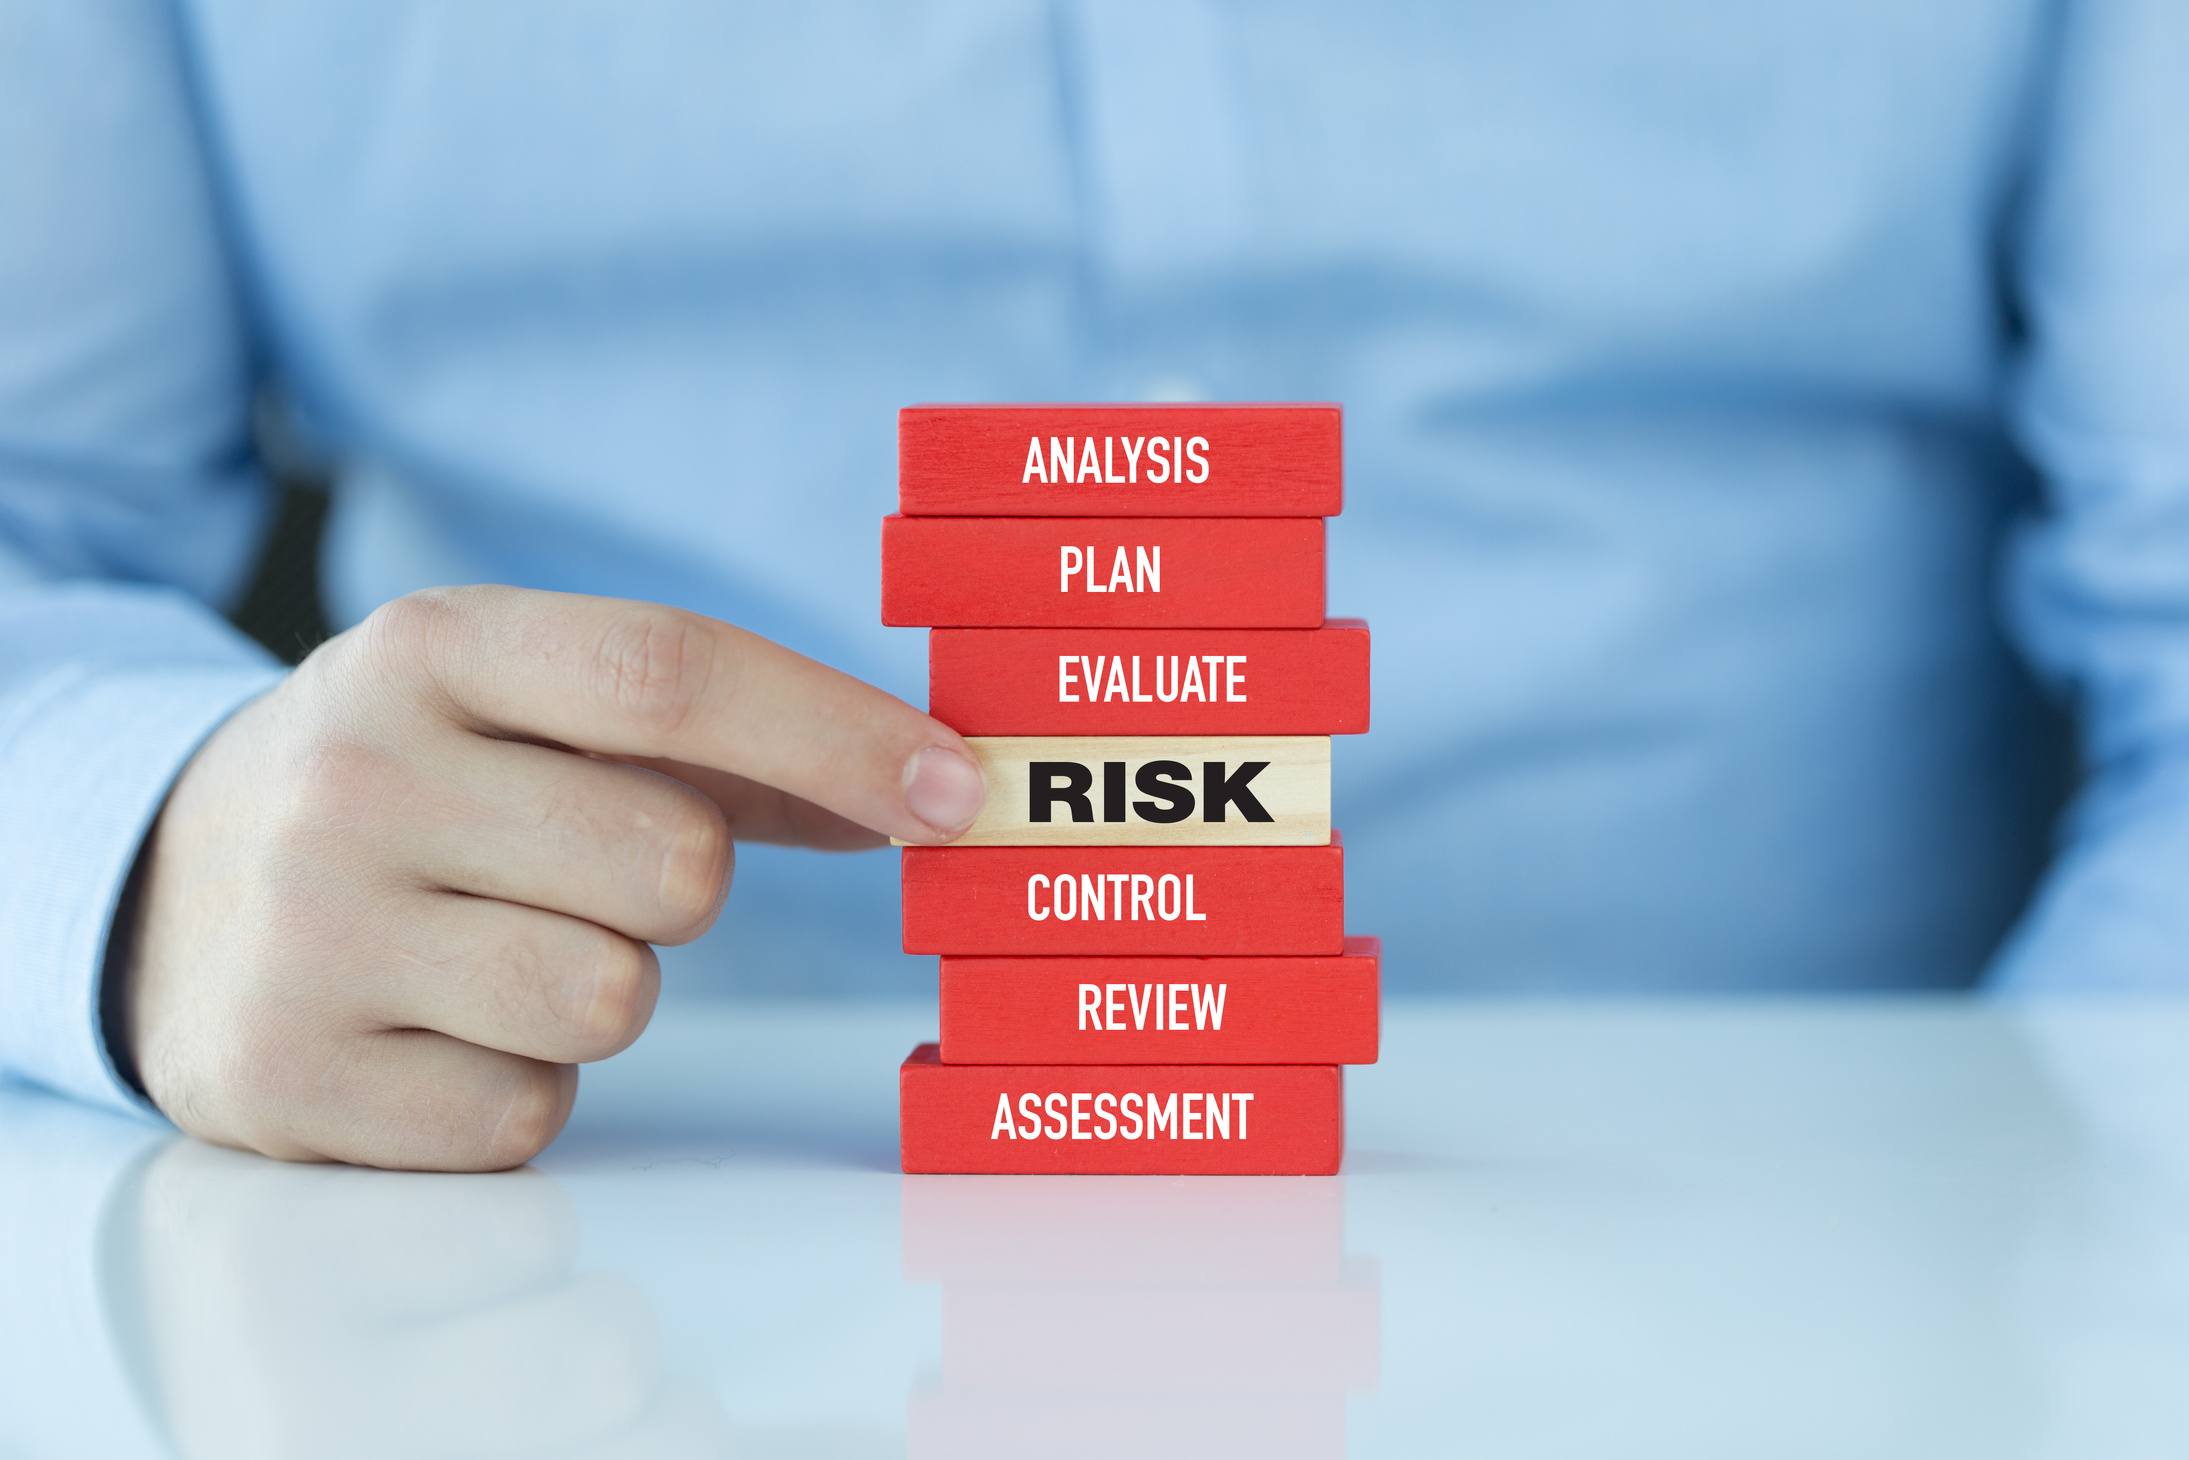 ANALYSIS
PLAN
EVALUATE
RISK
CONTROL
REVIEW
ASSESSMENT